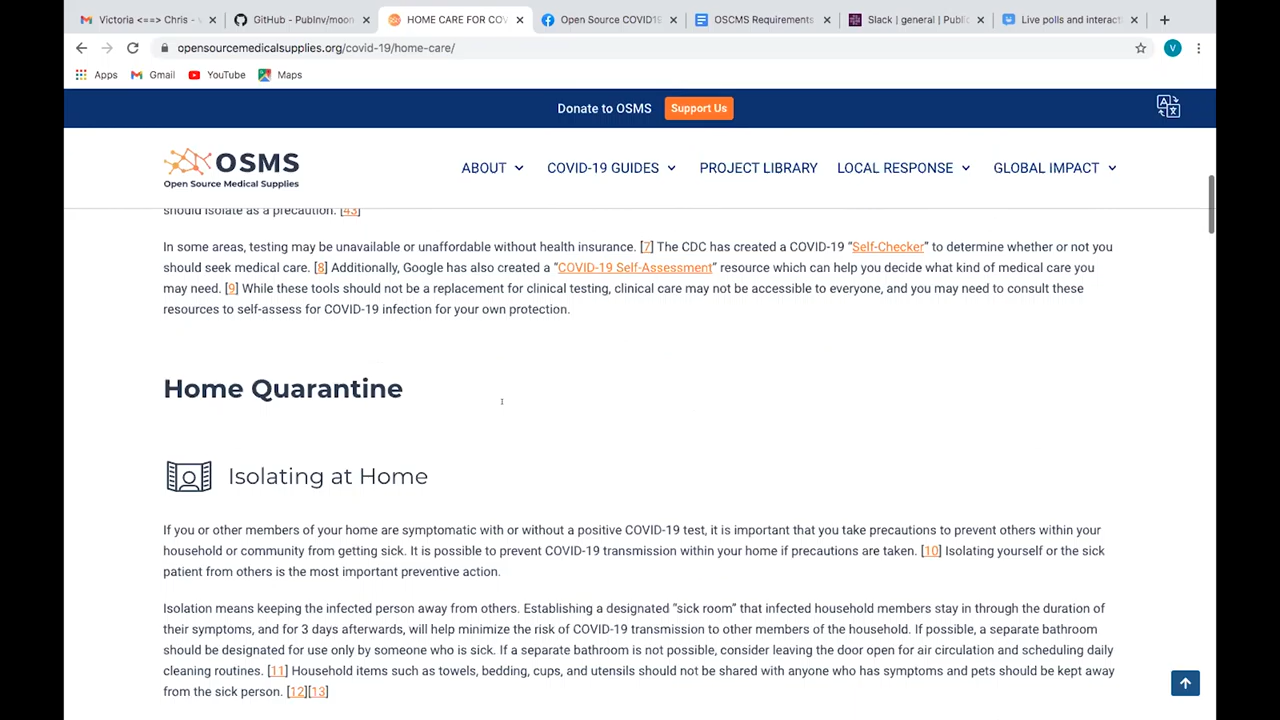 Victoria <==> Chris - v
GitHub - PubInv/moon
HOME CARE FOR COV
Open Source COVID19
OSCMS Requirements
Slack | general | Public
Live polls and interacti
opensourcemedicalsupplies.org/covid-19/home-care/
V
Apps Gmail YouTube Maps
Donate to OSMS Support Us
OSMS
Open Source Medical Supplies
ABOUT COVID-19 GUIDES PROJECT LIBRARY LOCAL RESPONSE GLOBAL IMPACT
should isolate as a precaution. [43]
In some areas, testing may be unavailable or unaffordable without health insurance. [7] The CDC has created a COVID-19 “Self-Checker” to determine whether or not you
should seek medical care. [8] Additionally, Google has also created a “COVID-19 Self-Assessment” resource which can help you decide what kind of medical care you
may need. [9] While these tools should not be a replacement for clinical testing, clinical care may not be accessible to everyone, and you may need to consult these
resources to self-assess for COVID-19 infection for your own protection.
Home Quarantine
Isolating at Home
If you or other members of your home are symptomatic with or without a positive COVID-19 test, it is important that you take precautions to prevent others within your
household or community from getting sick. It is possible to prevent COVID-19 transmission within your home if precautions are taken. [10] Isolating yourself or the sick
patient from others is the most important preventive action.
Isolation means keeping the infected person away from others. Establishing a designated “sick room” that infected household members stay in through the duration of
their symptoms, and for 3 days afterwards, will help minimize the risk of COVID-19 transmission to other members of the household. If possible, a separate bathroom
should be designated for use only by someone who is sick. If a separate bathroom is not possible, consider leaving the door open for air circulation and scheduling daily
cleaning routines. [11] Household items such as towels, bedding, cups, and utensils should not be shared with anyone who has symptoms and pets should be kept away
from the sick person. [12][13]